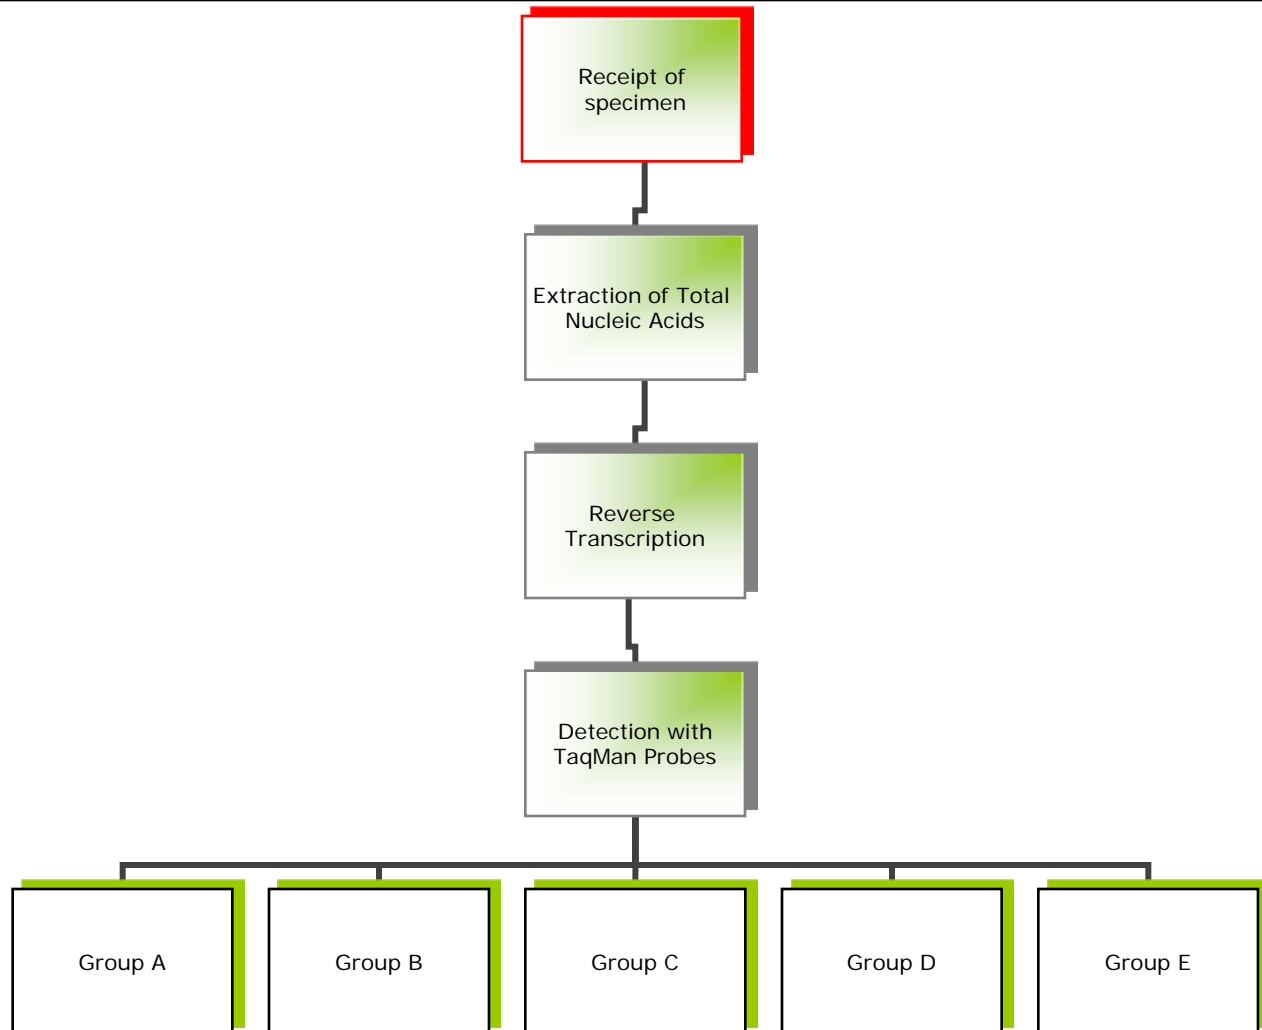 Receipt of
specimen
Extraction of Total
Nucleic Acids
Reverse
Transcription
Detection with
TaqMan Probes
Group A
Group B
Group C
Group D
Group E